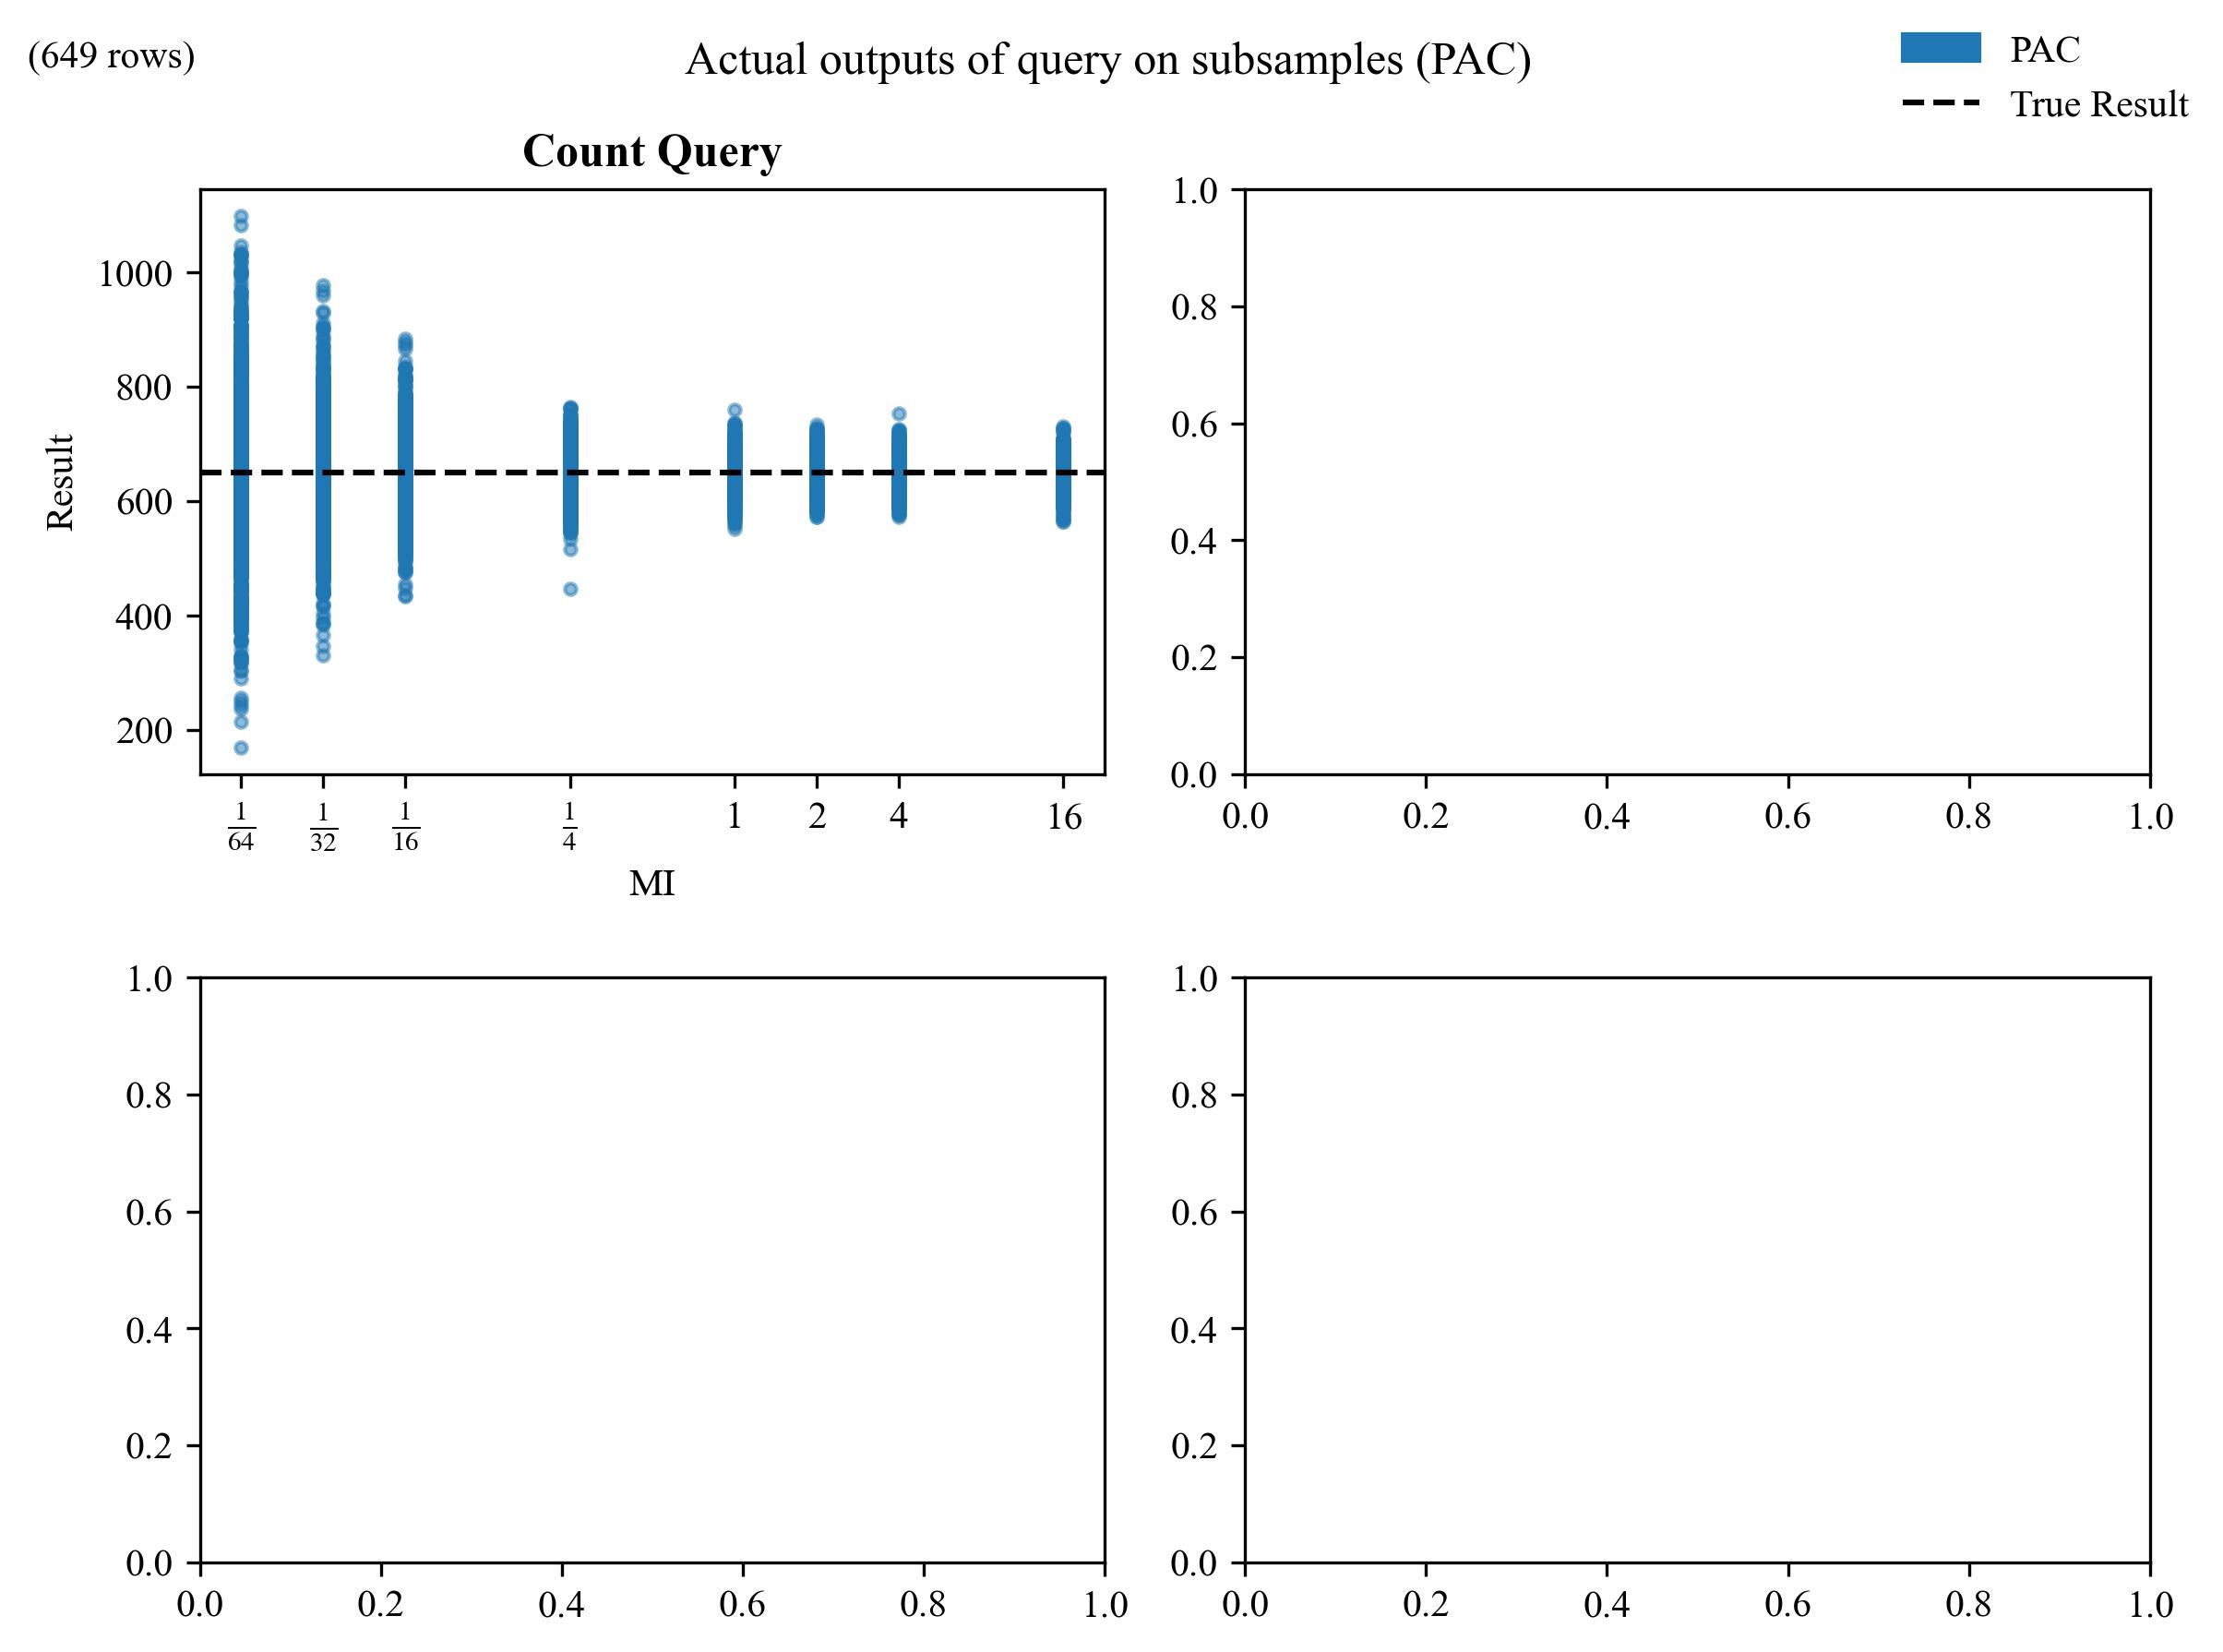 (649 rows)
Actual outputs of query on subsamples (PAC)
PAC
True Result
Count Query
Result
1000
800
600
400
200
1/64 1/32 1/16 1/4 1 2 4 16
MI
1.0
0.8
0.6
0.4
0.2
0.0
0.0 0.2 0.4 0.6 0.8 1.0
1.0
0.8
0.6
0.4
0.2
0.0
0.0 0.2 0.4 0.6 0.8 1.0
1.0
0.8
0.6
0.4
0.2
0.0
0.0 0.2 0.4 0.6 0.8 1.0